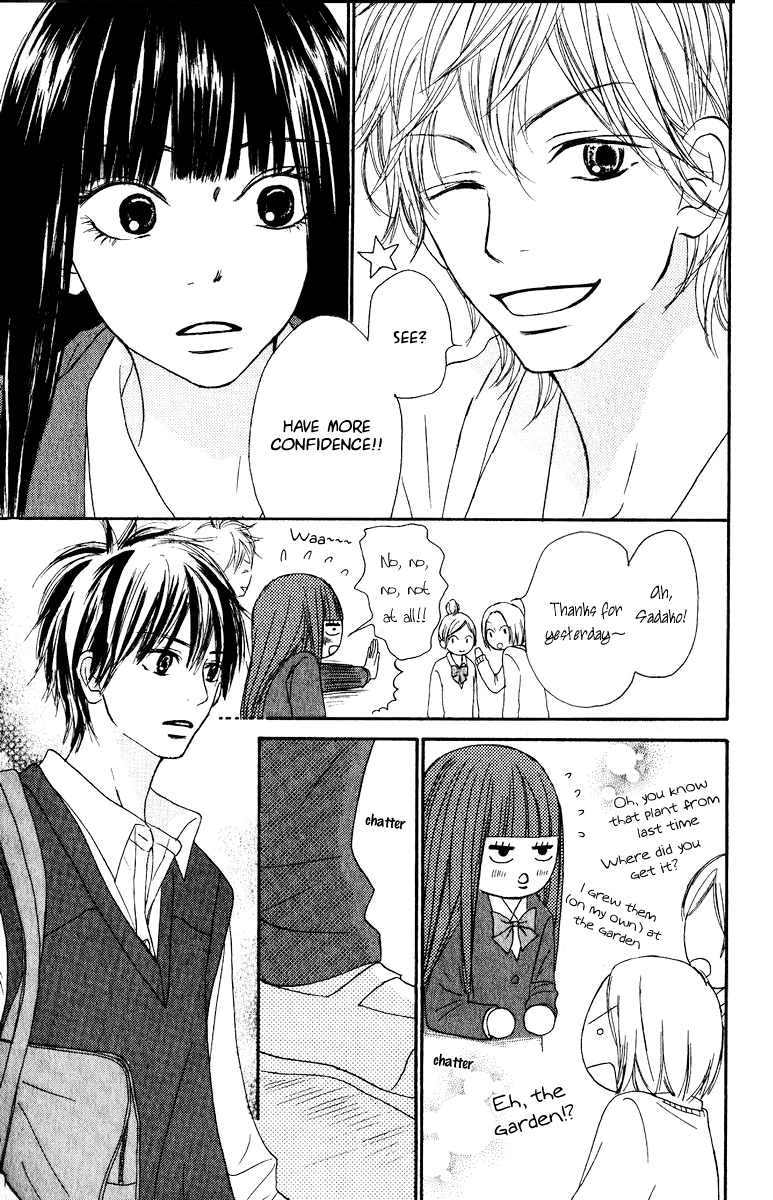 SEE?
HAVE MORE
CONFIDENCE!!
Ah,
Sadako!
Thanks for
yesterday~
No, no,
no, not
at all!!
Waa~~~
Oh, you know
that plant from
last time
Where did you
get it?
I grew them
(on my own) at
the garden
Eh, the
Garden!?
chatter
chatter